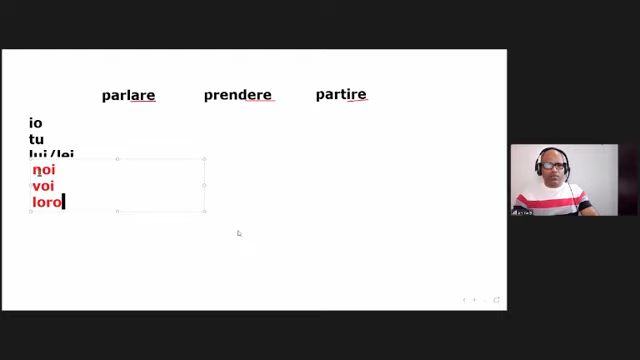 parlare prendere partire
io
tu
lui/lei
noi
voi
loro